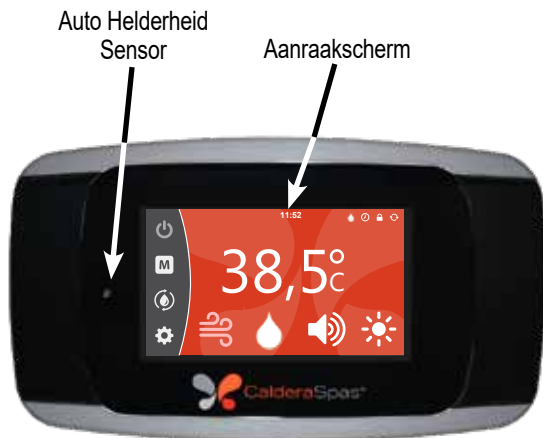 Auto Helderheid
Sensor
Aanraakscherm
11:52
M
38,5°C
CalderaSpas®